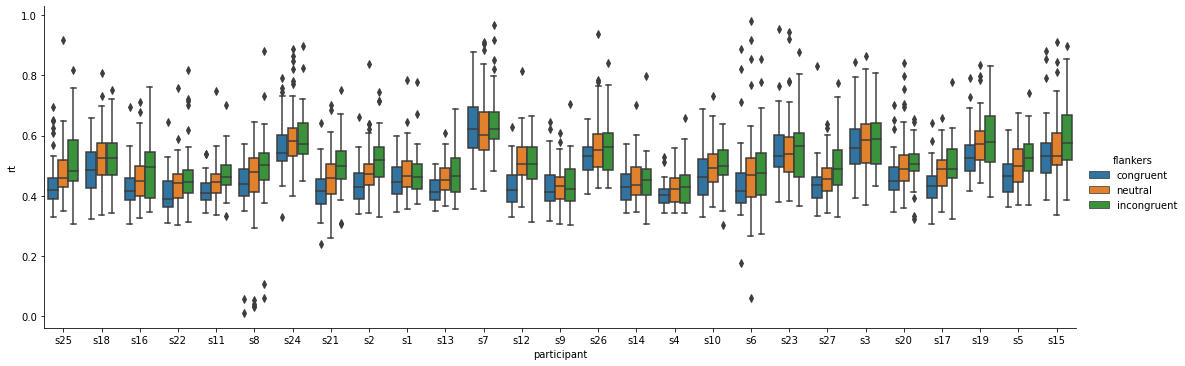 1.0
0.8
0.6
0.4
0.2
0.0
rt
s25 s18 s16 s22 s11 s8 s24 s21 s2 s1 s13 s7 s12 s9 s26 s14 s4 s10 s6 s23 s27 s3 s20 s17 s19 s5 s15
participant
flankers
congruent
neutral
incongruent